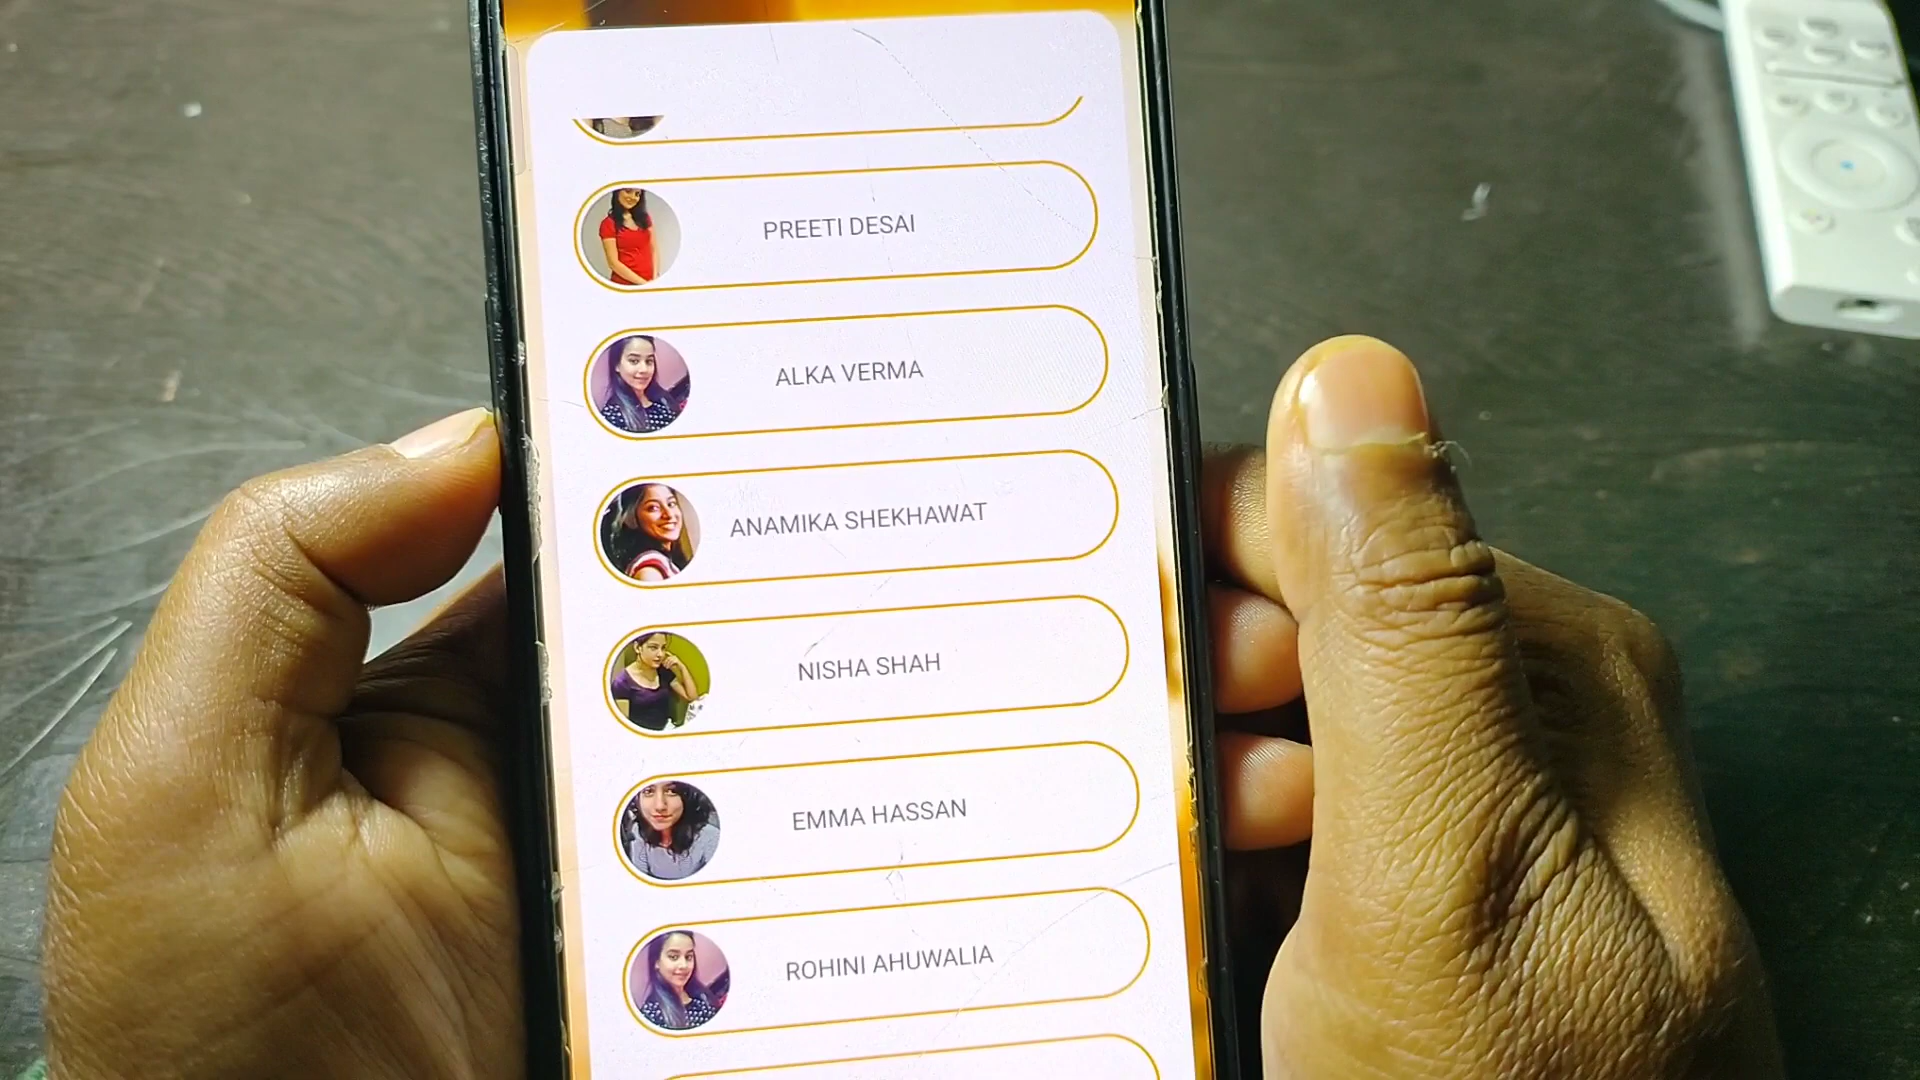 PREETI DESAI
ALKA VERMA
ANAMIKA SHEKHAWAT
NISHA SHAH
EMMA HASSAN
ROHINI AHUWALIA